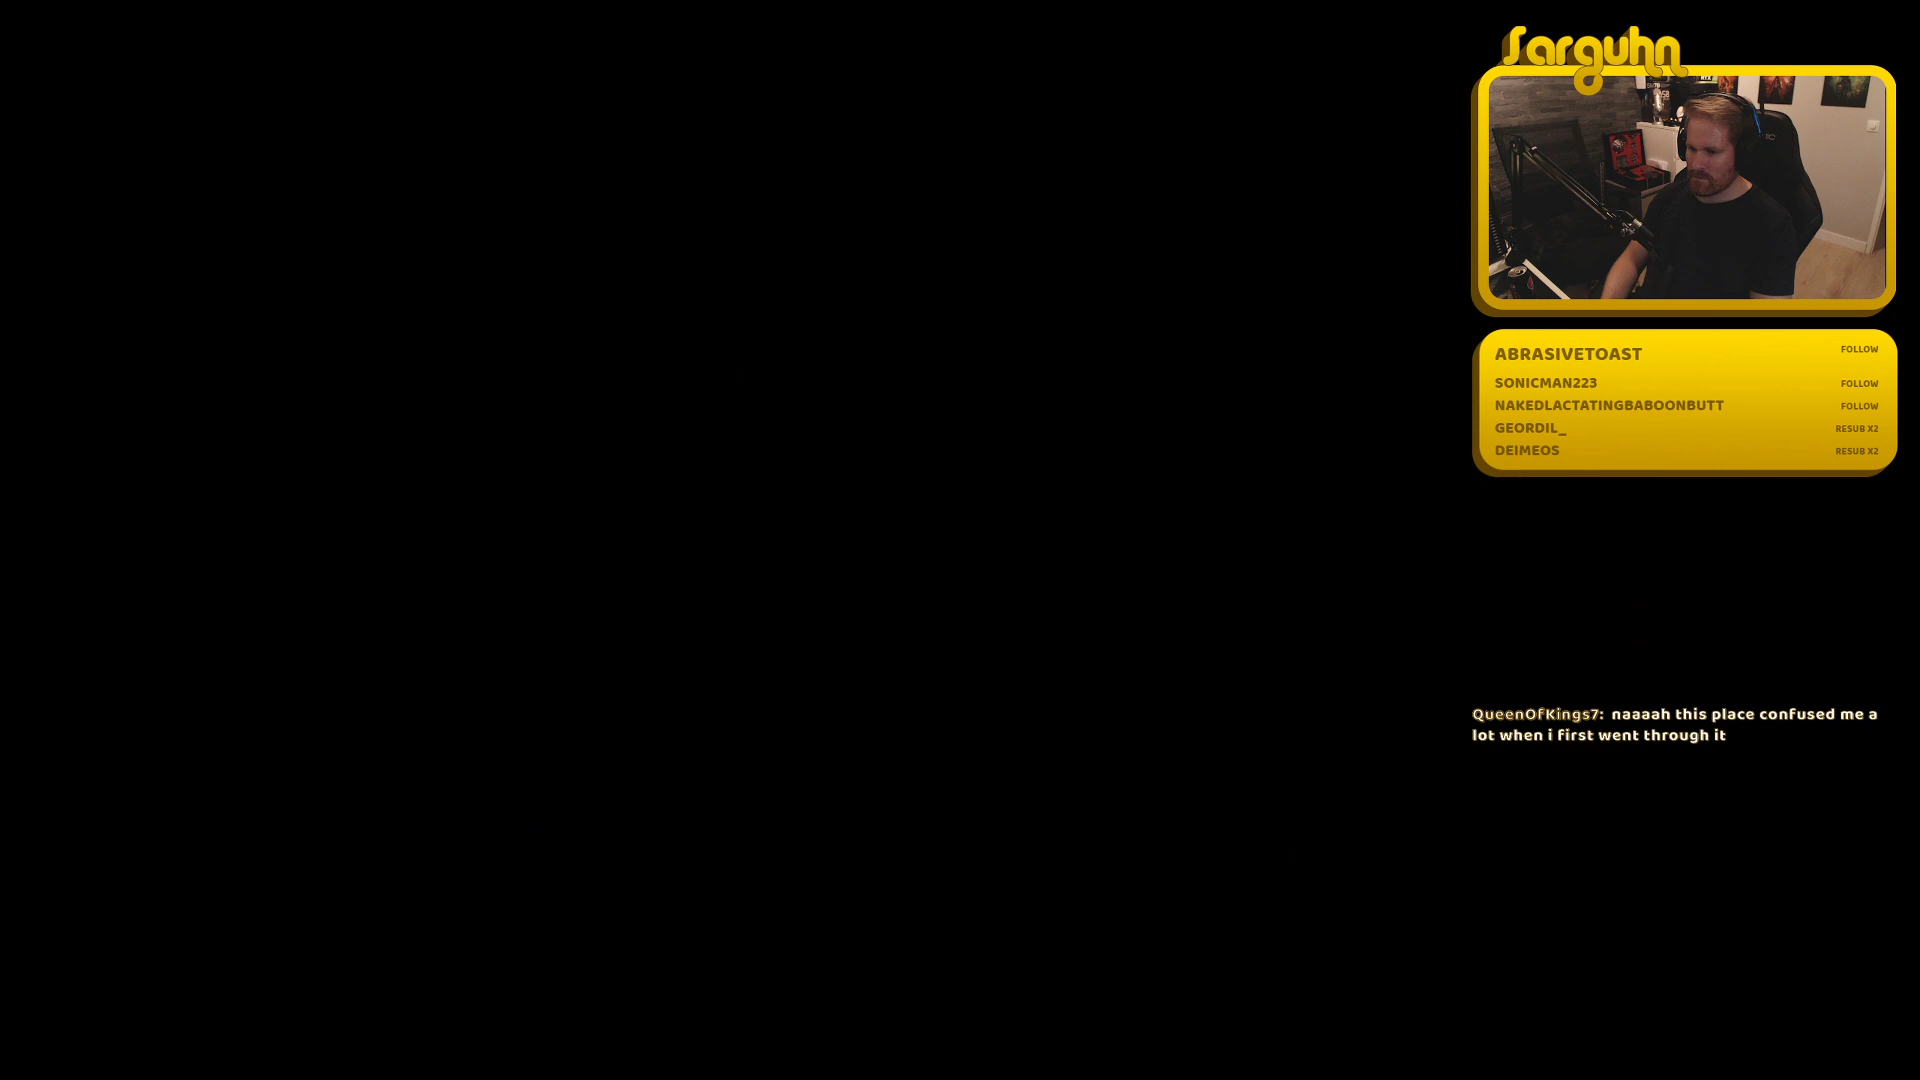 Sarguhn
ABRASIVETOAST FOLLOW
SONICMAN223 FOLLOW
NAKEDLACTATINGBABOONBUTT FOLLOW
GEORDIL_ RESUB X2
DEIMEOS RESUB X2
QueenOfKings7: naaaah this place confused me a
lot when i first went through it